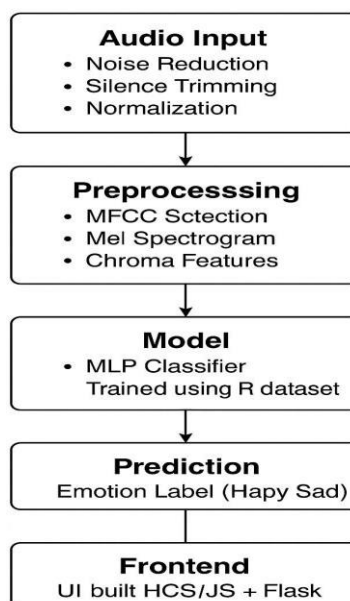 Audio Input
• Noise Reduction
• Silence Trimming
• Normalization
Preprocesssing
• MFCC Sctection
• Mel Spectrogram
• Chroma Features
Model
• MLP Classifier
Trained using R dataset
Prediction
Emotion Label (Hapy Sad)
Frontend
UI built HCS/JS + Flask